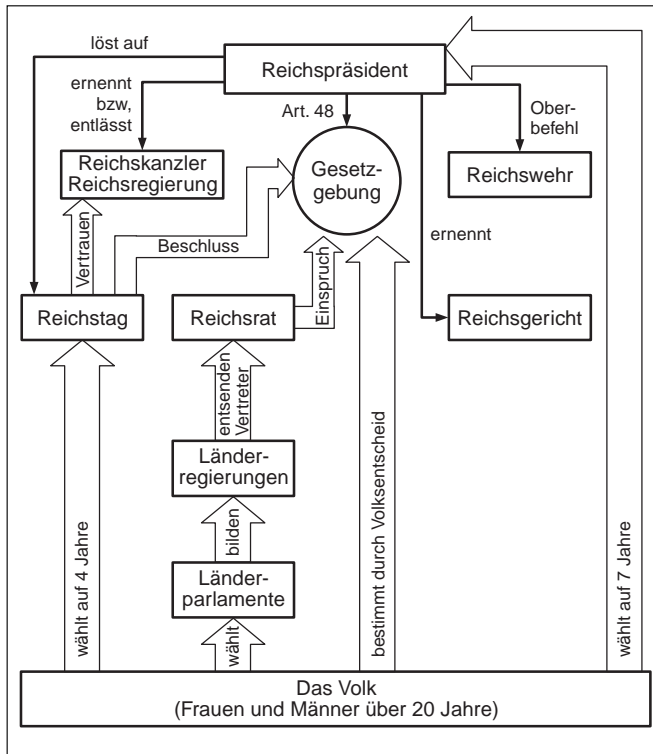 löst auf
Reichspräsident
ernennt
bzw,
entlässt
Art. 48
Ober-
befehl
Reichskanzler
Reichsregierung
Gesetz-
gebung
Reichswehr
Vertrauen
Beschluss
Einspruch
ernennt
Reichstag
Reichsrat
Reichsgericht
entsenden
Vertreter
Länder-
regierungen
bilden
Länder-
parlamente
wählt auf 4 Jahre
wählt
bestimmt durch Volksentscheid
wählt auf 7 Jahre
Das Volk
(Frauen und Männer über 20 Jahre)